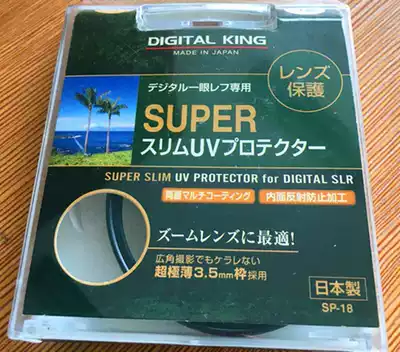 DIGITAL KING
MADE IN JAPAN
デジタル一眼レフ専用
レンズ
保護
SUPER
スリムUVプロテクター
SUPER SLIM UV PROTECTOR for DIGITAL SLR
両面マルチコーティング
内面反射防止加工
ズームレンズに最適!
広角撮影でもケラレない
超極薄3.5mm枠採用
日本製
SP-18